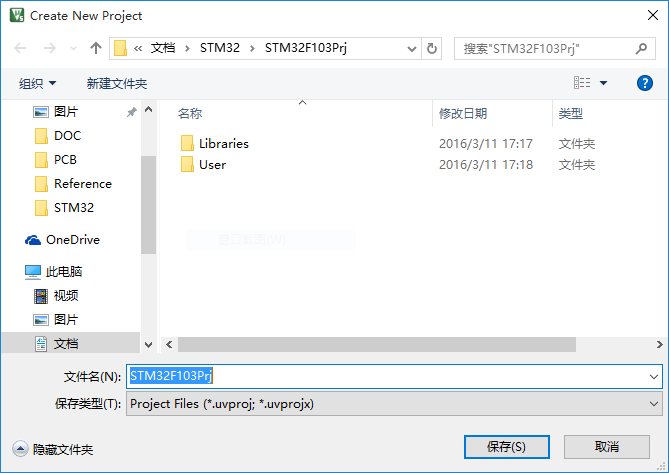 Create New Project
« 文档 > STM32 > STM32F103Prj
搜索"STM32F103Prj"
组织 新建文件夹
图片
DOC
PCB
Reference
STM32
OneDrive
此电脑
视频
图片
文档
名称 修改日期 类型
Libraries 2016/3/11 17:17 文件夹
User 2016/3/11 17:18 文件夹
文件名(N): STM32F103Prj
保存类型(T): Project Files (*.uvproj; *.uvprojx)
隐藏文件夹 保存(S) 取消